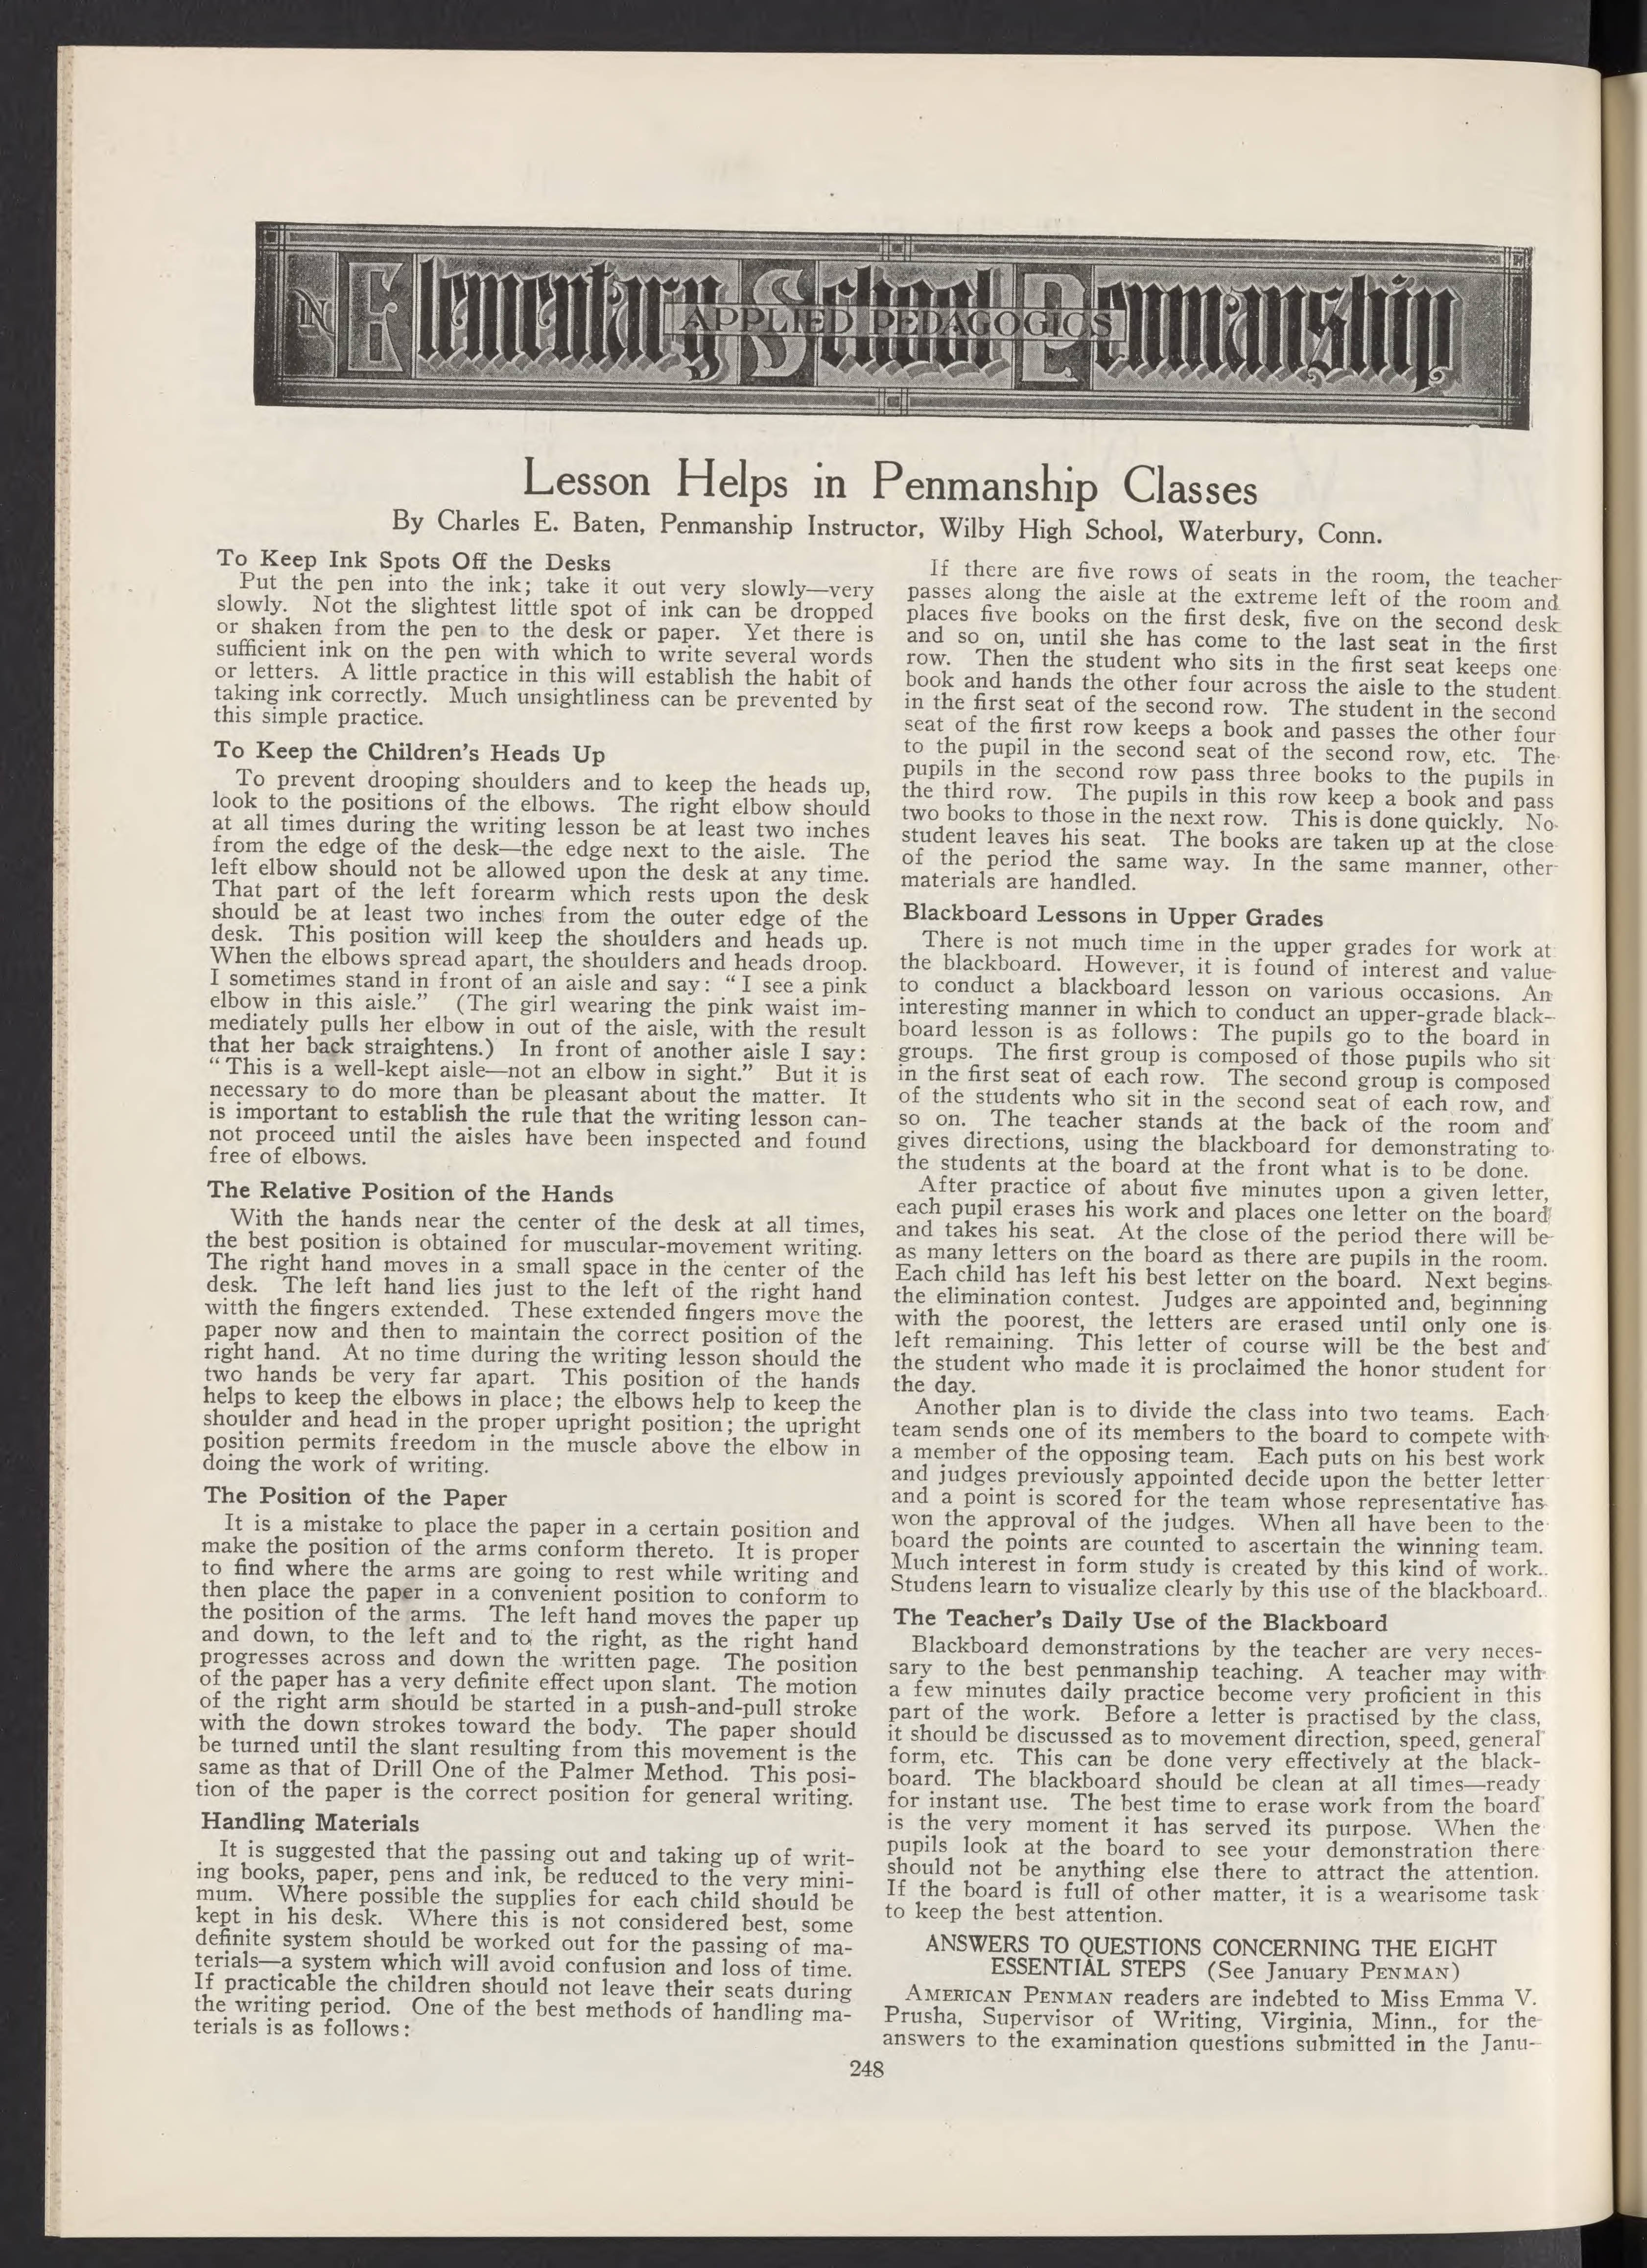 IN Elementary School Penmanship
APPLIED PEDAGOGICS
Lesson Helps in Penmanship Classes
By Charles E. Baten, Penmanship Instructor, Wilby High School, Waterbury, Conn.
To Keep Ink Spots Off the Desks
Put the pen into the ink; take it out very slowly—very
slowly. Not the slightest little spot of ink can be dropped
or shaken from the pen to the desk or paper. Yet there is
sufficient ink on the pen with which to write several words
or letters. A little practice in this will establish the habit of
taking ink correctly. Much unsightliness can be prevented by
this simple practice.
To Keep the Children's Heads Up
To prevent drooping shoulders and to keep the heads up,
look to the positions of the elbows. The right elbow should
at all times during the writing lesson be at least two inches
from the edge of the desk—the edge next to the aisle. The
left elbow should not be allowed upon the desk at any time.
That part of the left forearm which rests upon the desk
should be at least two inches from the outer edge of the
desk. This position will keep the shoulders and heads up.
When the elbows spread apart, the shoulders and heads droop.
I sometimes stand in front of an aisle and say: "I see a pink
elbow in this aisle." (The girl wearing the pink waist im-
mediately pulls her elbow in out of the aisle, with the result
that her back straightens.) In front of another aisle I say:
"This is a well-kept aisle—not an elbow in sight." But it is
necessary to do more than be pleasant about the matter. It
is important to establish the rule that the writing lesson can-
not proceed until the aisles have been inspected and found
free of elbows.
The Relative Position of the Hands
With the hands near the center of the desk at all times,
the best position is obtained for muscular-movement writing.
The right hand moves in a small space in the center of the
desk. The left hand lies just to the left of the right hand
witth the fingers extended. These extended fingers move the
paper now and then to maintain the correct position of the
right hand. At no time during the writing lesson should the
two hands be very far apart. This position of the hands
helps to keep the elbows in place; the elbows help to keep the
shoulder and head in the proper upright position; the upright
position permits freedom in the muscle above the elbow in
doing the work of writing.
The Position of the Paper
It is a mistake to place the paper in a certain position and
make the position of the arms conform thereto. It is proper
to find where the arms are going to rest while writing and
then place the paper in a convenient position to conform to
the position of the arms. The left hand moves the paper up
and down, to the left and to the right, as the right hand
progresses across and down the written page. The position
of the paper has a very definite effect upon slant. The motion
of the right arm should be started in a push-and-pull stroke
with the down strokes toward the body. The paper should
be turned until the slant resulting from this movement is the
same as that of Drill One of the Palmer Method. This posi-
tion of the paper is the correct position for general writing.
Handling Materials
It is suggested that the passing out and taking up of writ-
ing books, paper, pens and ink, be reduced to the very mini-
mum. Where possible the supplies for each child should be
kept in his desk. Where this is not considered best, some
definite system should be worked out for the passing of ma-
terials—a system which will avoid confusion and loss of time.
If practicable the children should not leave their seats during
the writing period. One of the best methods of handling ma-
terials is as follows:
If there are five rows of seats in the room, the teacher
passes along the aisle at the extreme left of the room and
places five books on the first desk, five on the second desk
and so on, until she has come to the last seat in the first
row. Then the student who sits in the first seat keeps one
book and hands the other four across the aisle to the student
in the first seat of the second row. The student in the second
seat of the first row keeps a book and passes the other four
to the pupil in the second seat of the second row, etc. The
pupils in the second row pass three books to the pupils in
the third row. The pupils in this row keep a book and pass
two books to those in the next row. This is done quickly. No
student leaves his seat. The books are taken up at the close
of the period the same way. In the same manner, other
materials are handled.
Blackboard Lessons in Upper Grades
There is not much time in the upper grades for work at
the blackboard. However, it is found of interest and value
to conduct a blackboard lesson on various occasions. An
interesting manner in which to conduct an upper-grade black-
board lesson is as follows: The pupils go to the board in
groups. The first group is composed of those pupils who sit
in the first seat of each row. The second group is composed
of the students who sit in the second seat of each row, and
so on. The teacher stands at the back of the room and
gives directions, using the blackboard for demonstrating to
the students at the board at the front what is to be done.
After practice of about five minutes upon a given letter,
each pupil erases his work and places one letter on the board
and takes his seat. At the close of the period there will be
as many letters on the board as there are pupils in the room.
Each child has left his best letter on the board. Next begins
the elimination contest. Judges are appointed and, beginning
with the poorest, the letters are erased until only one is
left remaining. This letter of course will be the best and
the student who made it is proclaimed the honor student for
the day.
Another plan is to divide the class into two teams. Each
team sends one of its members to the board to compete with
a member of the opposing team. Each puts on his best work
and judges previously appointed decide upon the better letter
and a point is scored for the team whose representative has
won the approval of the judges. When all have been to the
board the points are counted to ascertain the winning team.
Much interest in form study is created by this kind of work.
Studens learn to visualize clearly by this use of the blackboard.
The Teacher's Daily Use of the Blackboard
Blackboard demonstrations by the teacher are very neces-
sary to the best penmanship teaching. A teacher may with
a few minutes daily practice become very proficient in this
part of the work. Before a letter is practised by the class,
it should be discussed as to movement direction, speed, general
form, etc. This can be done very effectively at the black-
board. The blackboard should be clean at all times—ready
for instant use. The best time to erase work from the board
is the very moment it has served its purpose. When the
pupils look at the board to see your demonstration there
should not be anything else there to attract the attention.
If the board is full of other matter, it is a wearisome task
to keep the best attention.
ANSWERS TO QUESTIONS CONCERNING THE EIGHT
ESSENTIAL STEPS (See January PENMAN)
AMERICAN PENMAN readers are indebted to Miss Emma V.
Prusha, Supervisor of Writing, Virginia, Minn., for the
answers to the examination questions submitted in the Janu-
248